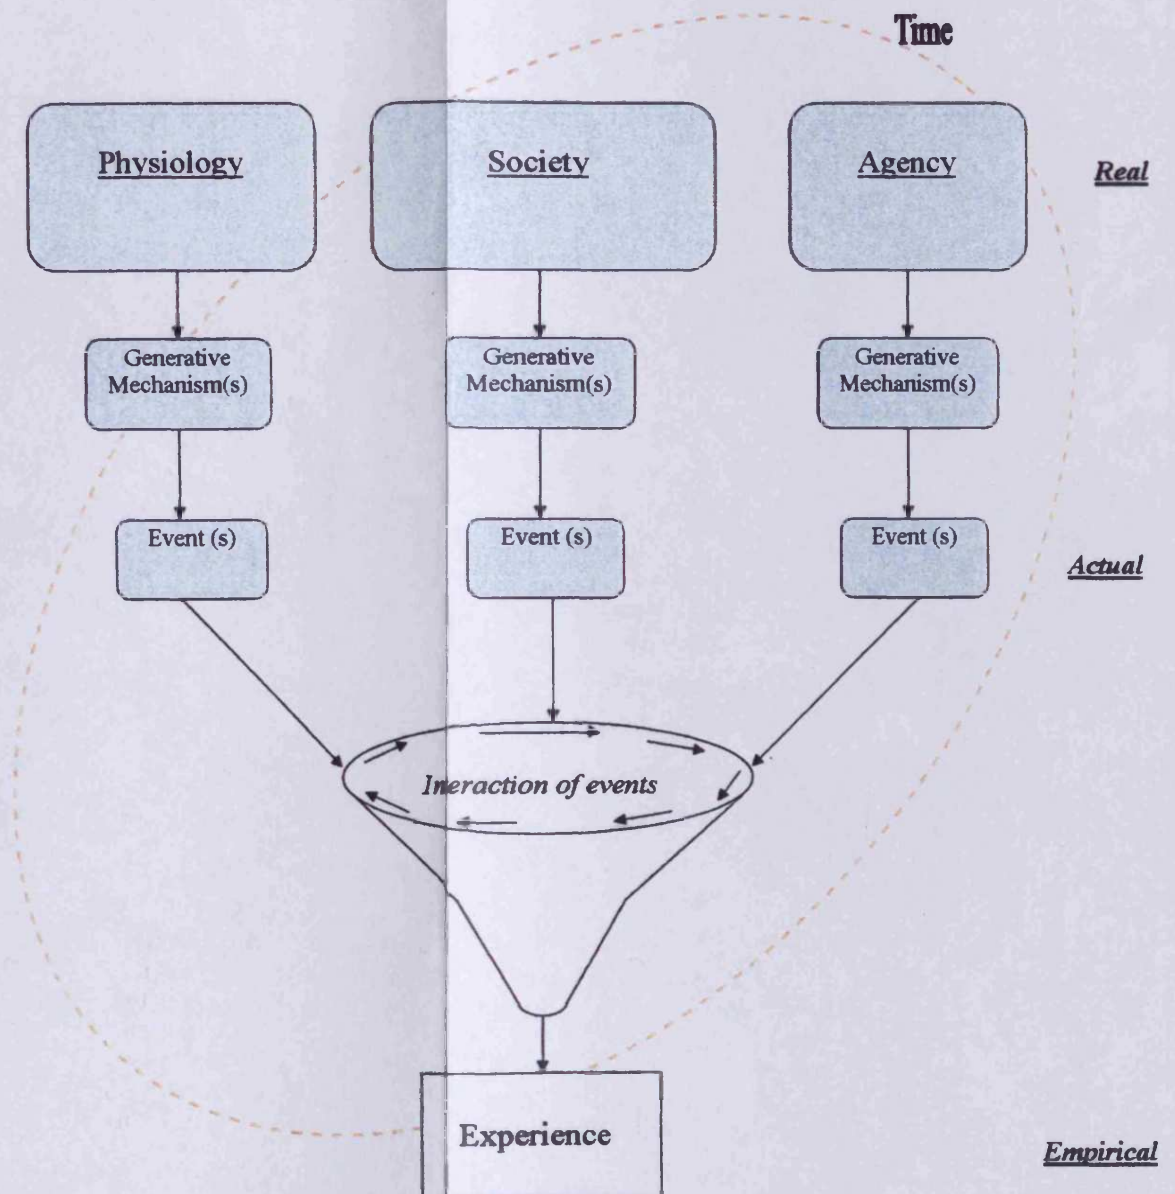 Time
Physiology
Society
Agency
Real
Generative
Mechanism(s)
Generative
Mechanism(s)
Generative
Mechanism(s)
Event (s)
Event (s)
Event (s)
Actual
Ineraction of events
Experience
Empirical